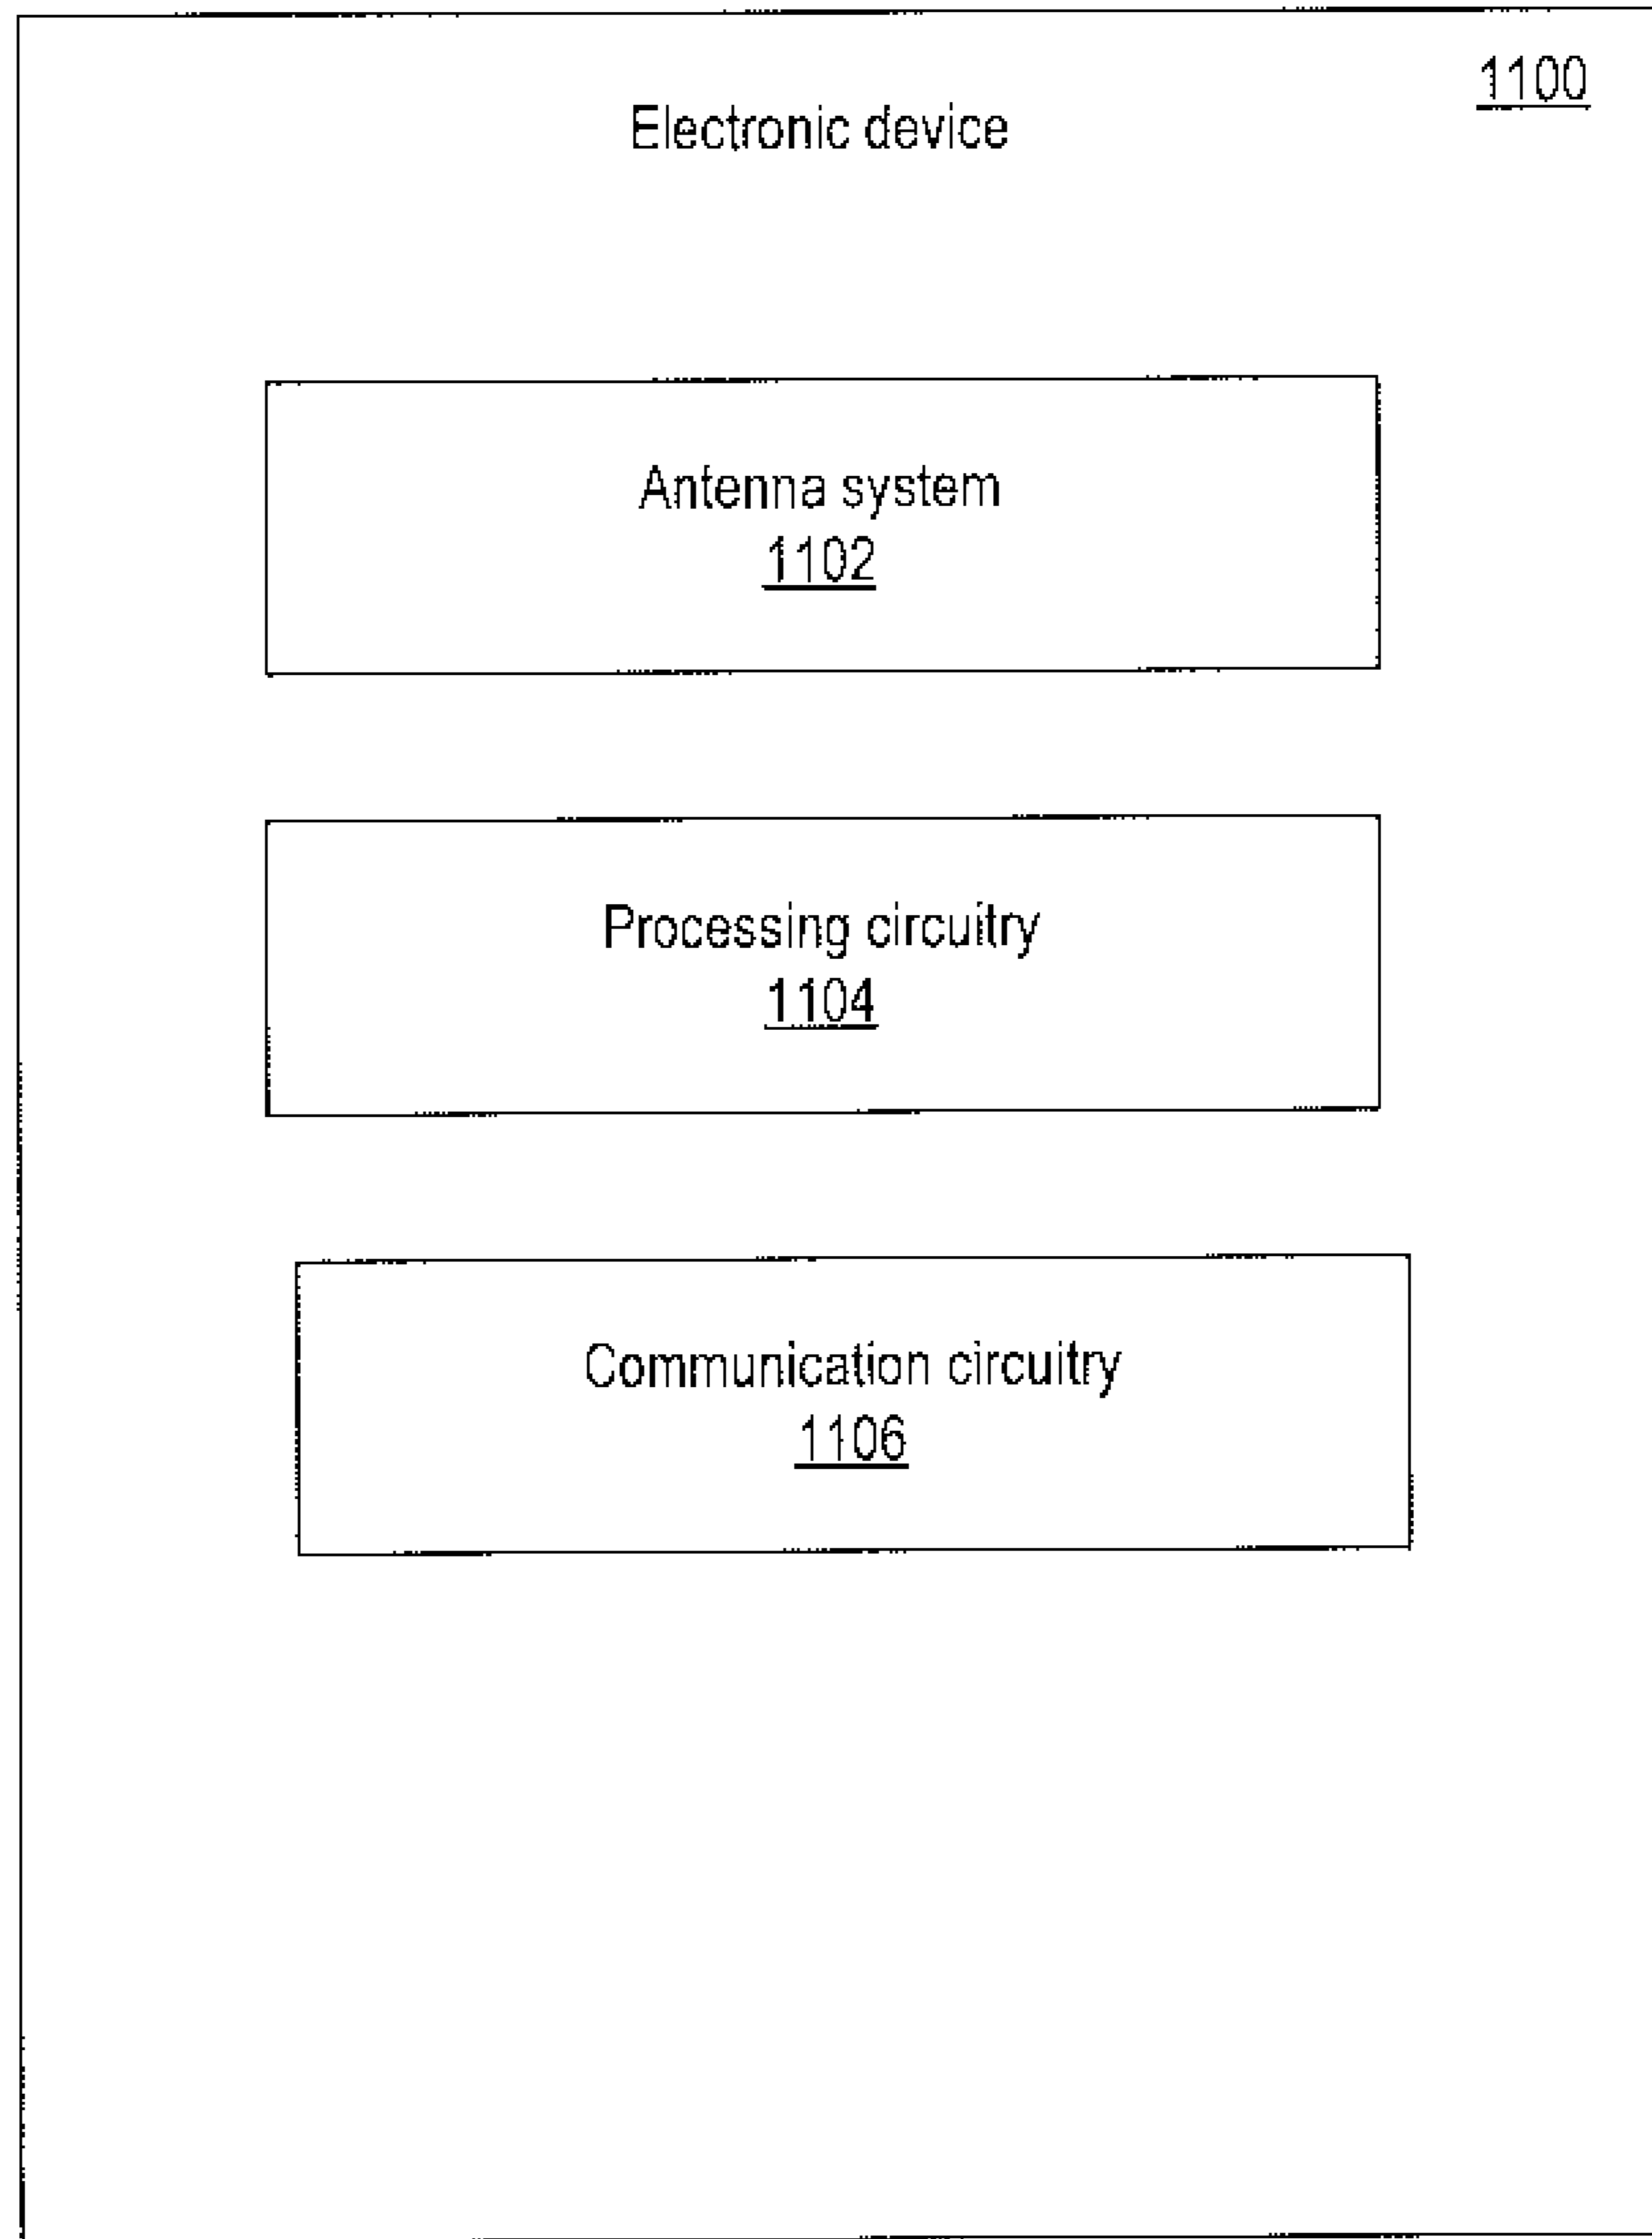 1100
Electronic device
Antenna system
1102
Processing circuitry
1104
Communication circuitry
1106